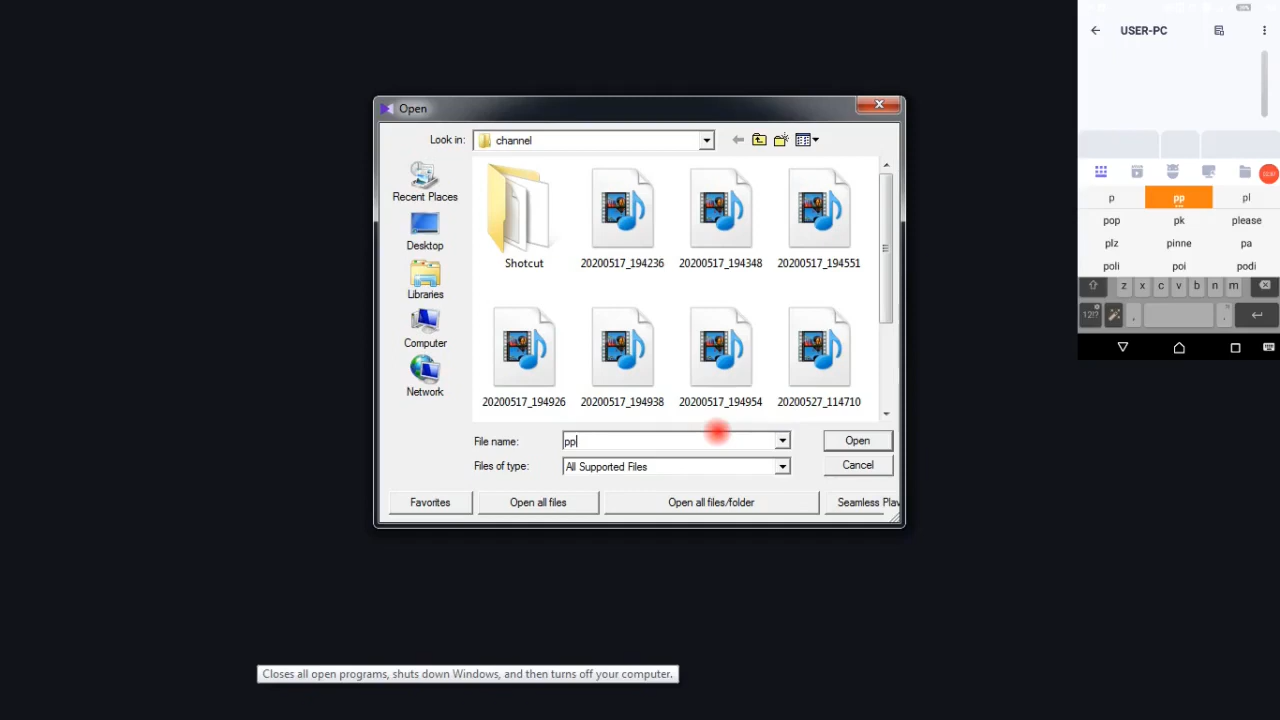 USER-PC
Open
Look in:
channel
Recent Places
Desktop
Libraries
Computer
Network
Shotcut
20200517_194236
20200517_194348
20200517_194551
20200517_194926
20200517_194938
20200517_194954
20200527_114710
File name:
pp
Open
Files of type:
All Supported Files
Cancel
Favorites
Open all files
Open all files/folder
Seamless Play
Closes all open programs, shuts down Windows, and then turns off your computer.
p pp pl
pop pk please
plz pinne pa
poli poi podi
z x c v b n m
12!? , .